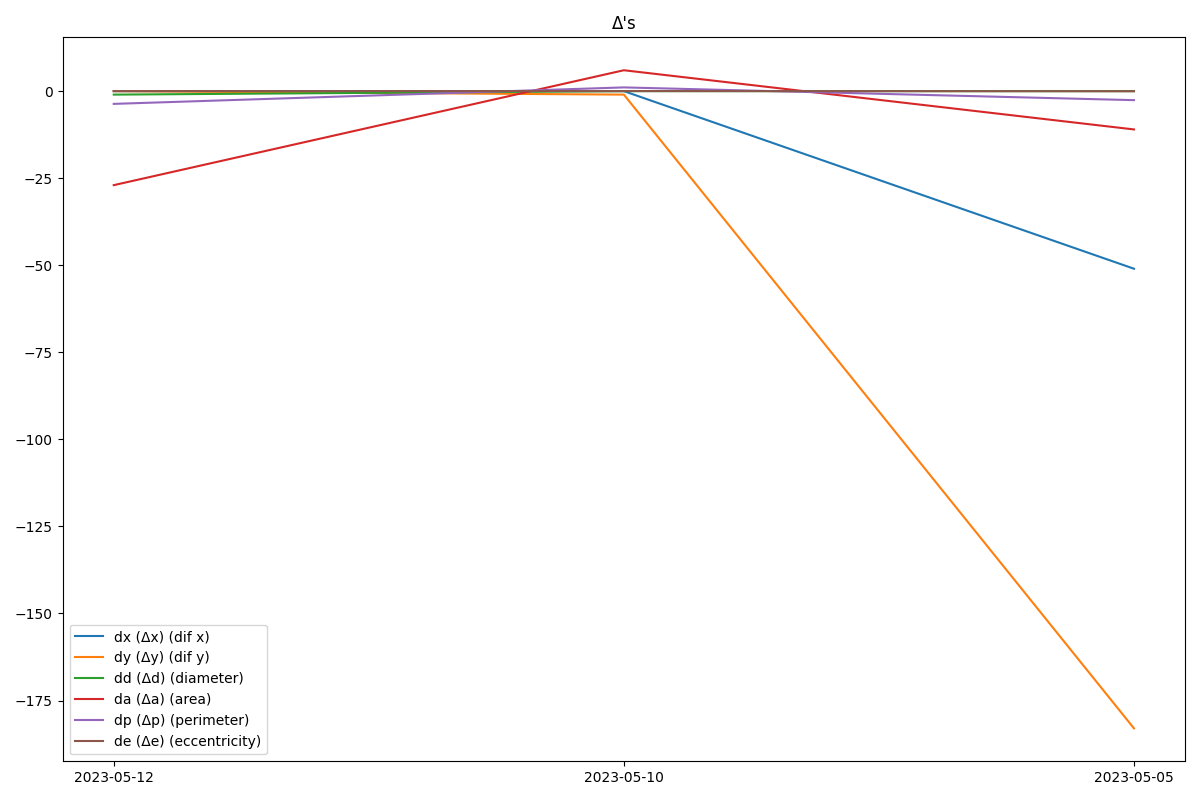 Δ's
0
−25
−50
−75
−100
−125
−150
−175
dx (Δx) (dif x)
dy (Δy) (dif y)
dd (Δd) (diameter)
da (Δa) (area)
dp (Δp) (perimeter)
de (Δe) (eccentricity)
2023-05-12
2023-05-10
2023-05-05